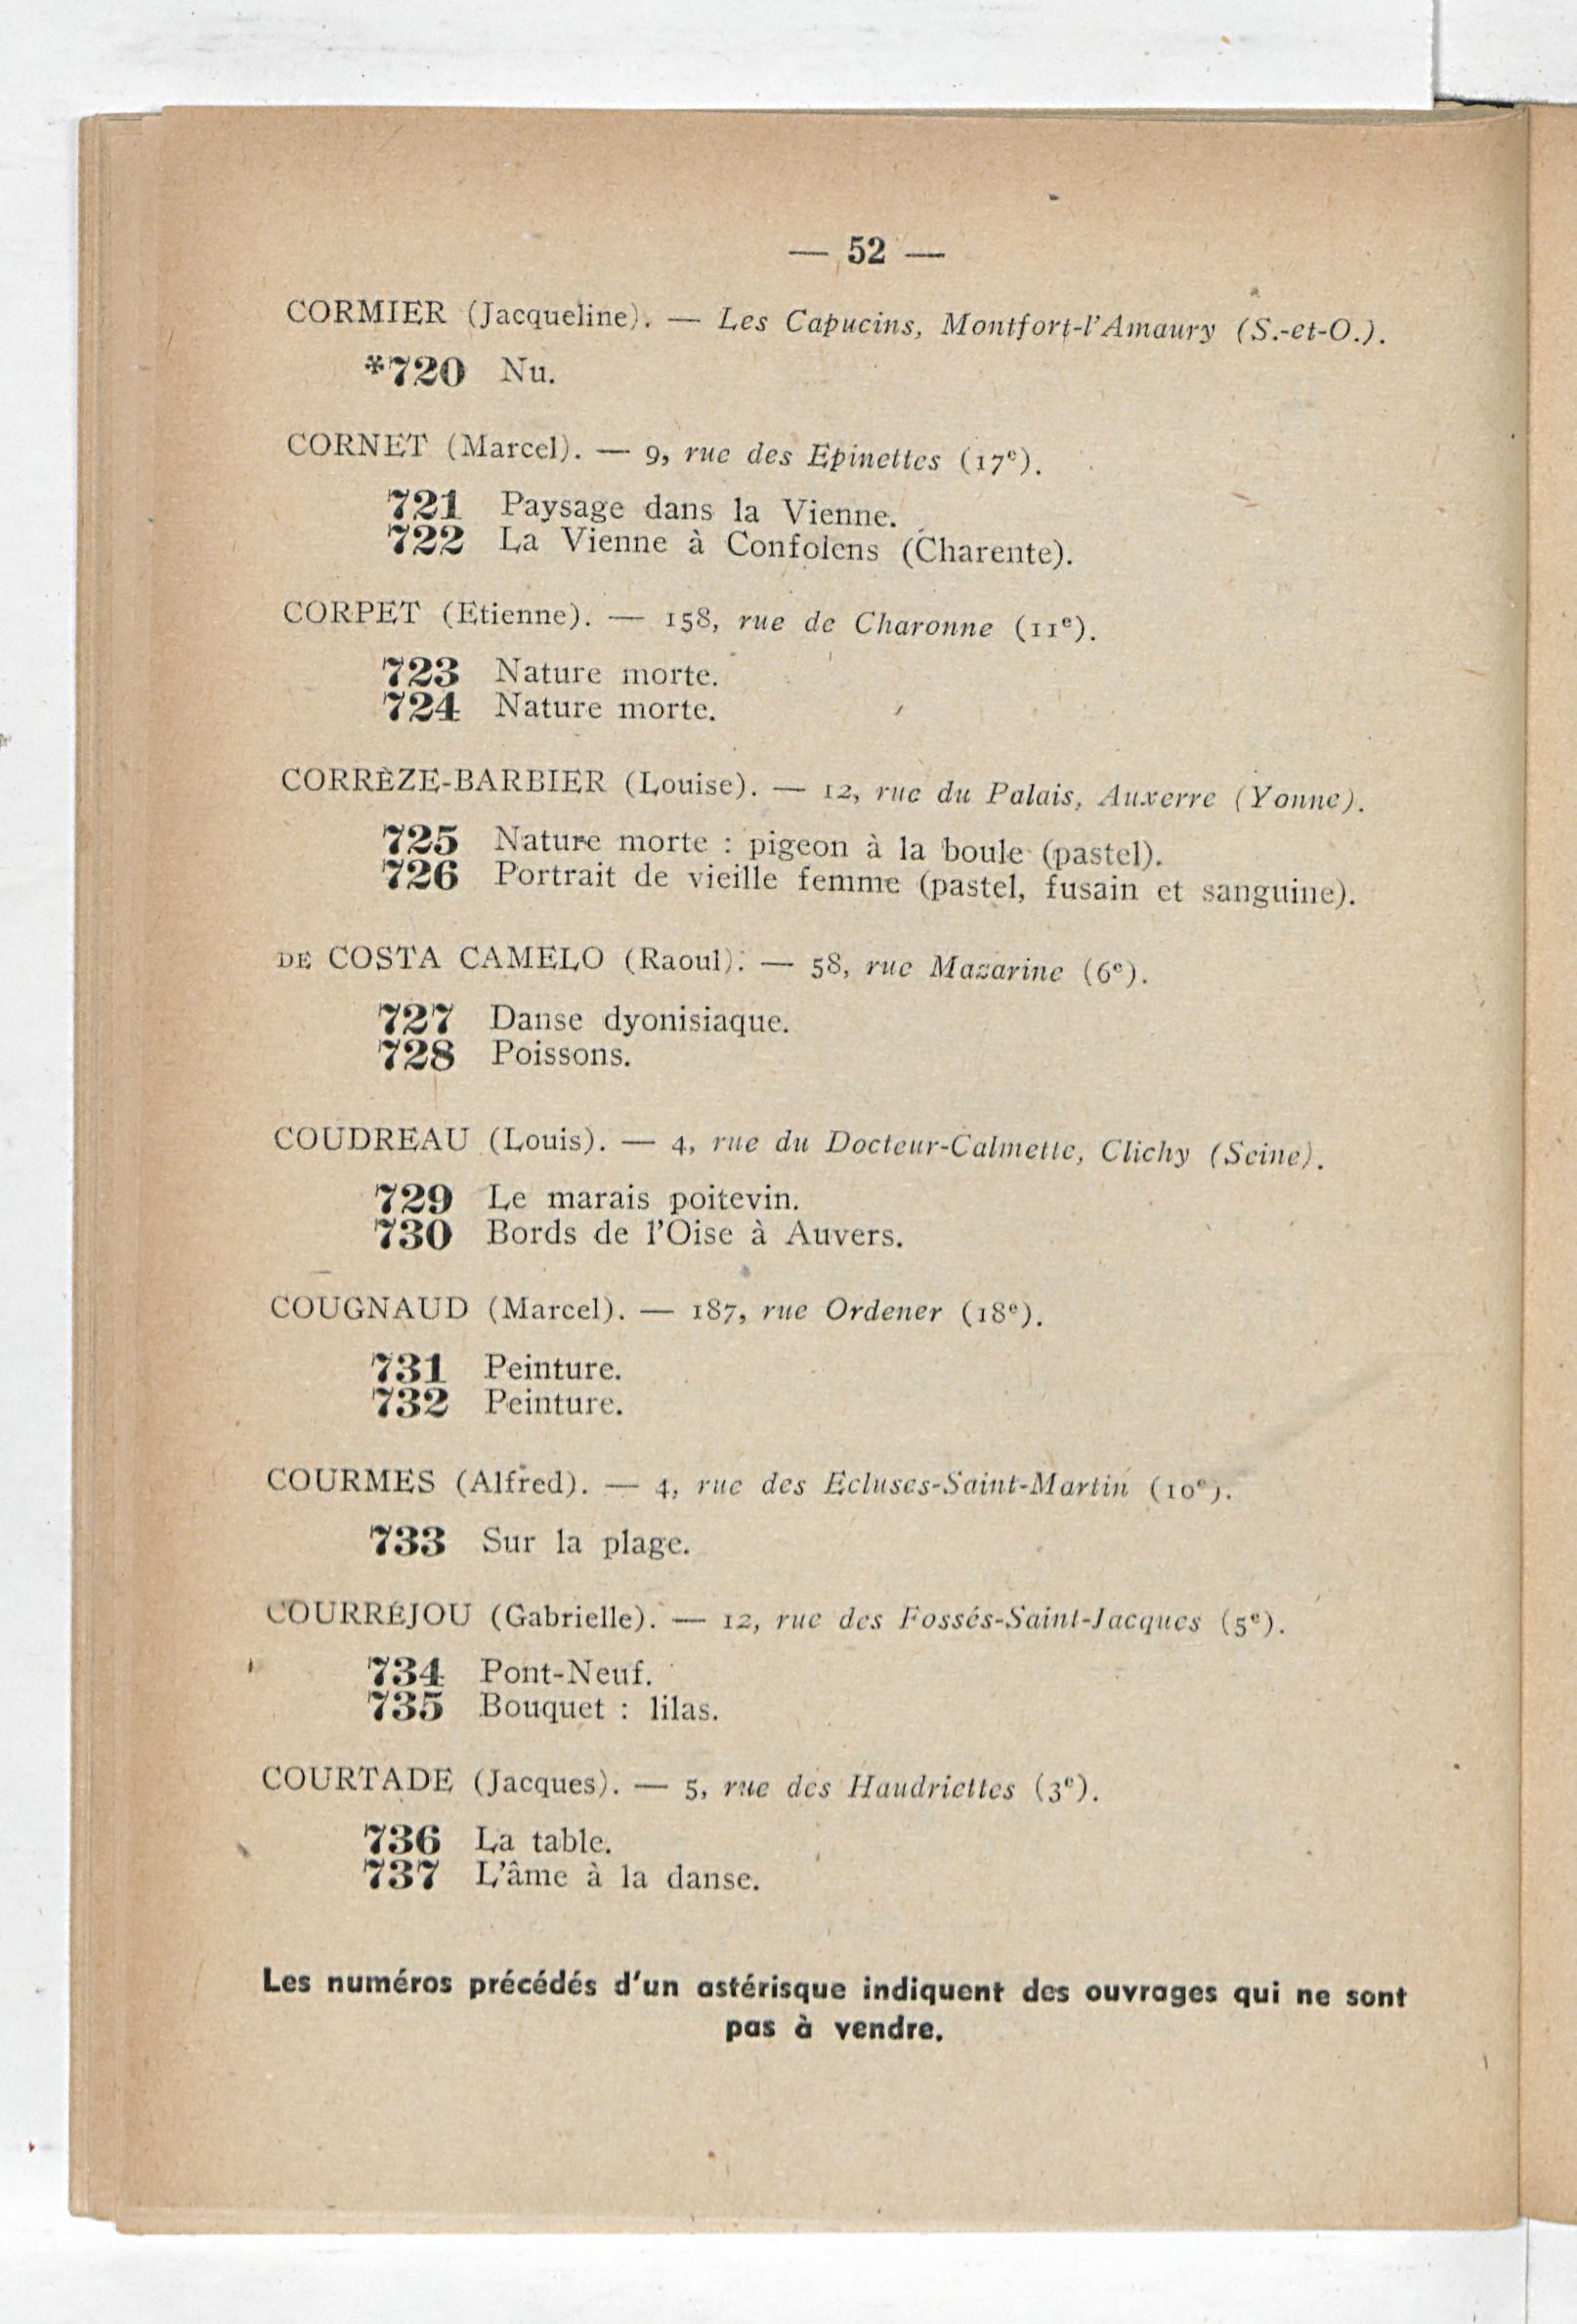 — 52 —
CORMIER (Jacqueline). — Les Capucins, Montfort-l'Amaury (S.-et-O.).
*720 Nu.
CORNET (Marcel). — 9, rue des Epinettes (17e).
721 Paysage dans la Vienne.
722 La Vienne à Confolens (Charente).
CORPET (Etienne). — 158, rue de Charonne (11e).
723 Nature morte.
724 Nature morte.
CORRÈZE-BARBIER (Louise). — 12, rue du Palais, Auxerre (Yonne).
725 Nature morte : pigeon à la boule (pastel).
726 Portrait de vieille femme (pastel, fusain et sanguine).
DE COSTA CAMELO (Raoul). — 58, rue Mazarine (6e).
727 Danse dyonisiaque.
728 Poissons.
COUDREAU (Louis). — 4, rue du Docteur-Calmette, Clichy (Seine).
729 Le marais poitevin.
730 Bords de l'Oise à Auvers.
COUGNAUD (Marcel). — 187, rue Ordener (18e).
731 Peinture.
732 Peinture.
COURMES (Alfred). — 4, rue des Ecluses-Saint-Martin (10e).
733 Sur la plage.
COURRÉJOU (Gabrielle). — 12, rue des Fossés-Saint-Jacques (5e).
734 Pont-Neuf.
735 Bouquet : lilas.
COURTADE (Jacques). — 5, rue des Haudriettes (3e).
736 La table.
737 L'âme à la danse.
Les numéros précédés d'un astérisque indiquent des ouvrages qui ne sont
pas à vendre.